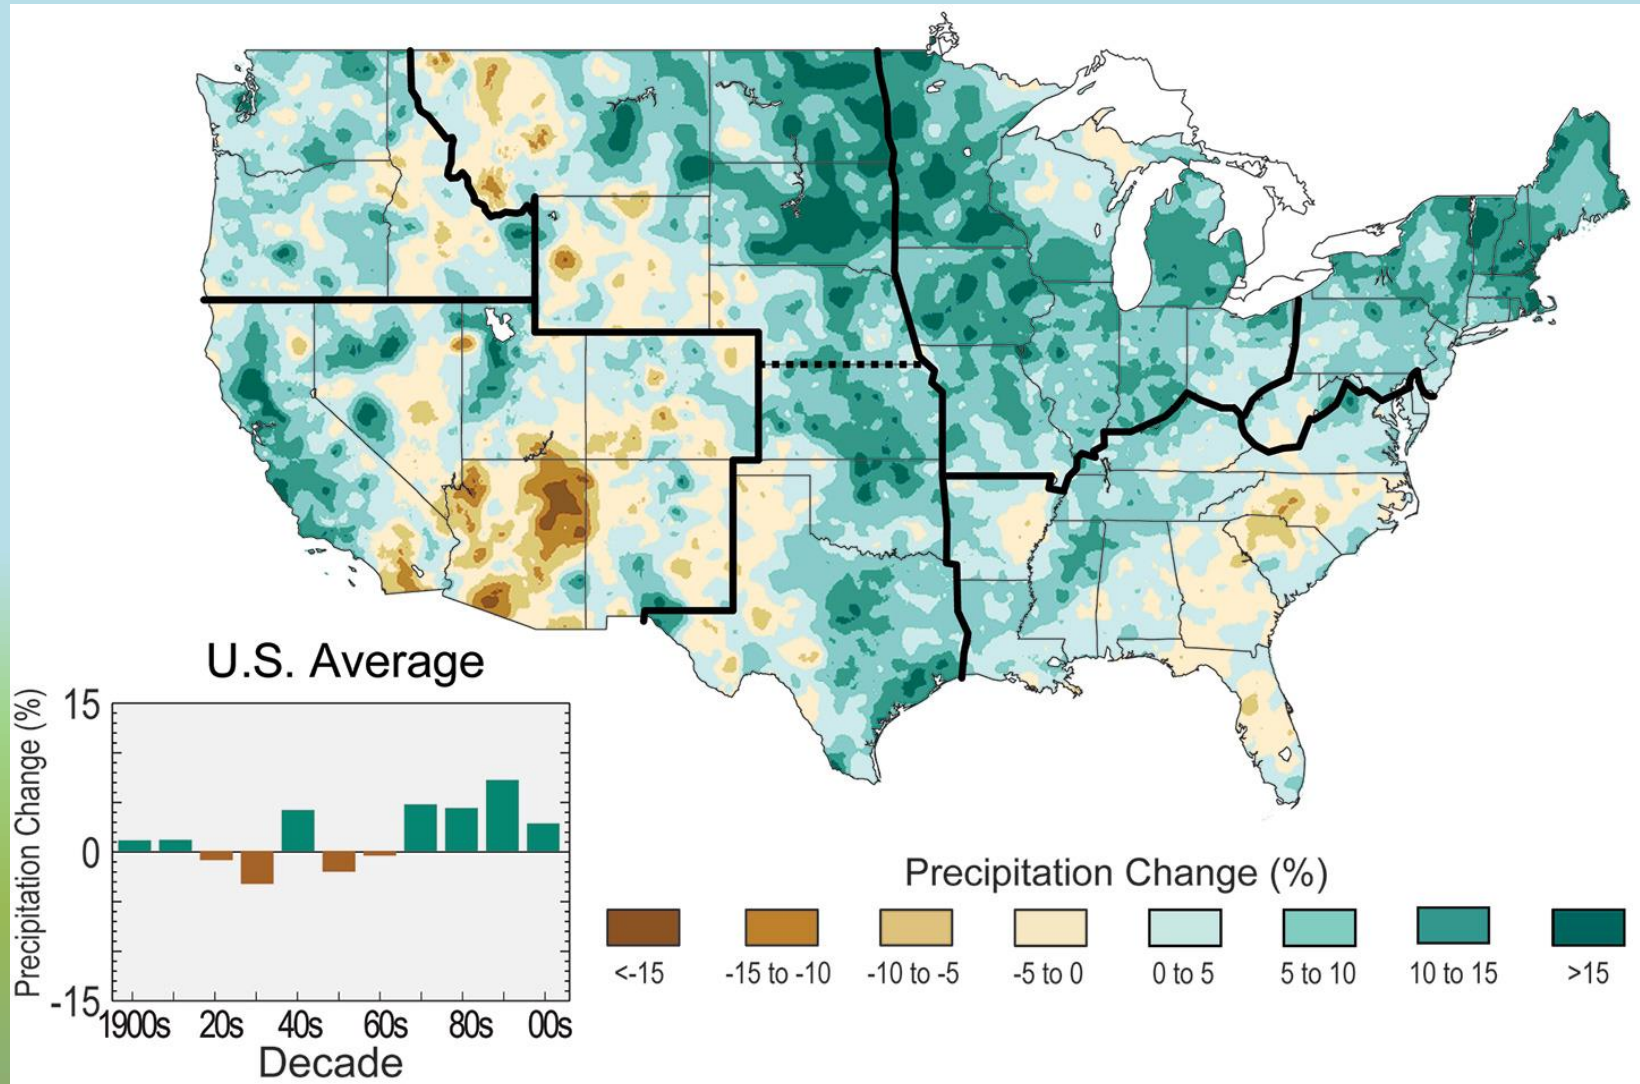 U.S. Average
Precipitation Change (%)
15
0
-15
1900s 20s 40s 60s 80s 00s
Decade
Precipitation Change (%)
<-15 -15 to -10 -10 to -5 -5 to 0 0 to 5 5 to 10 10 to 15 >15